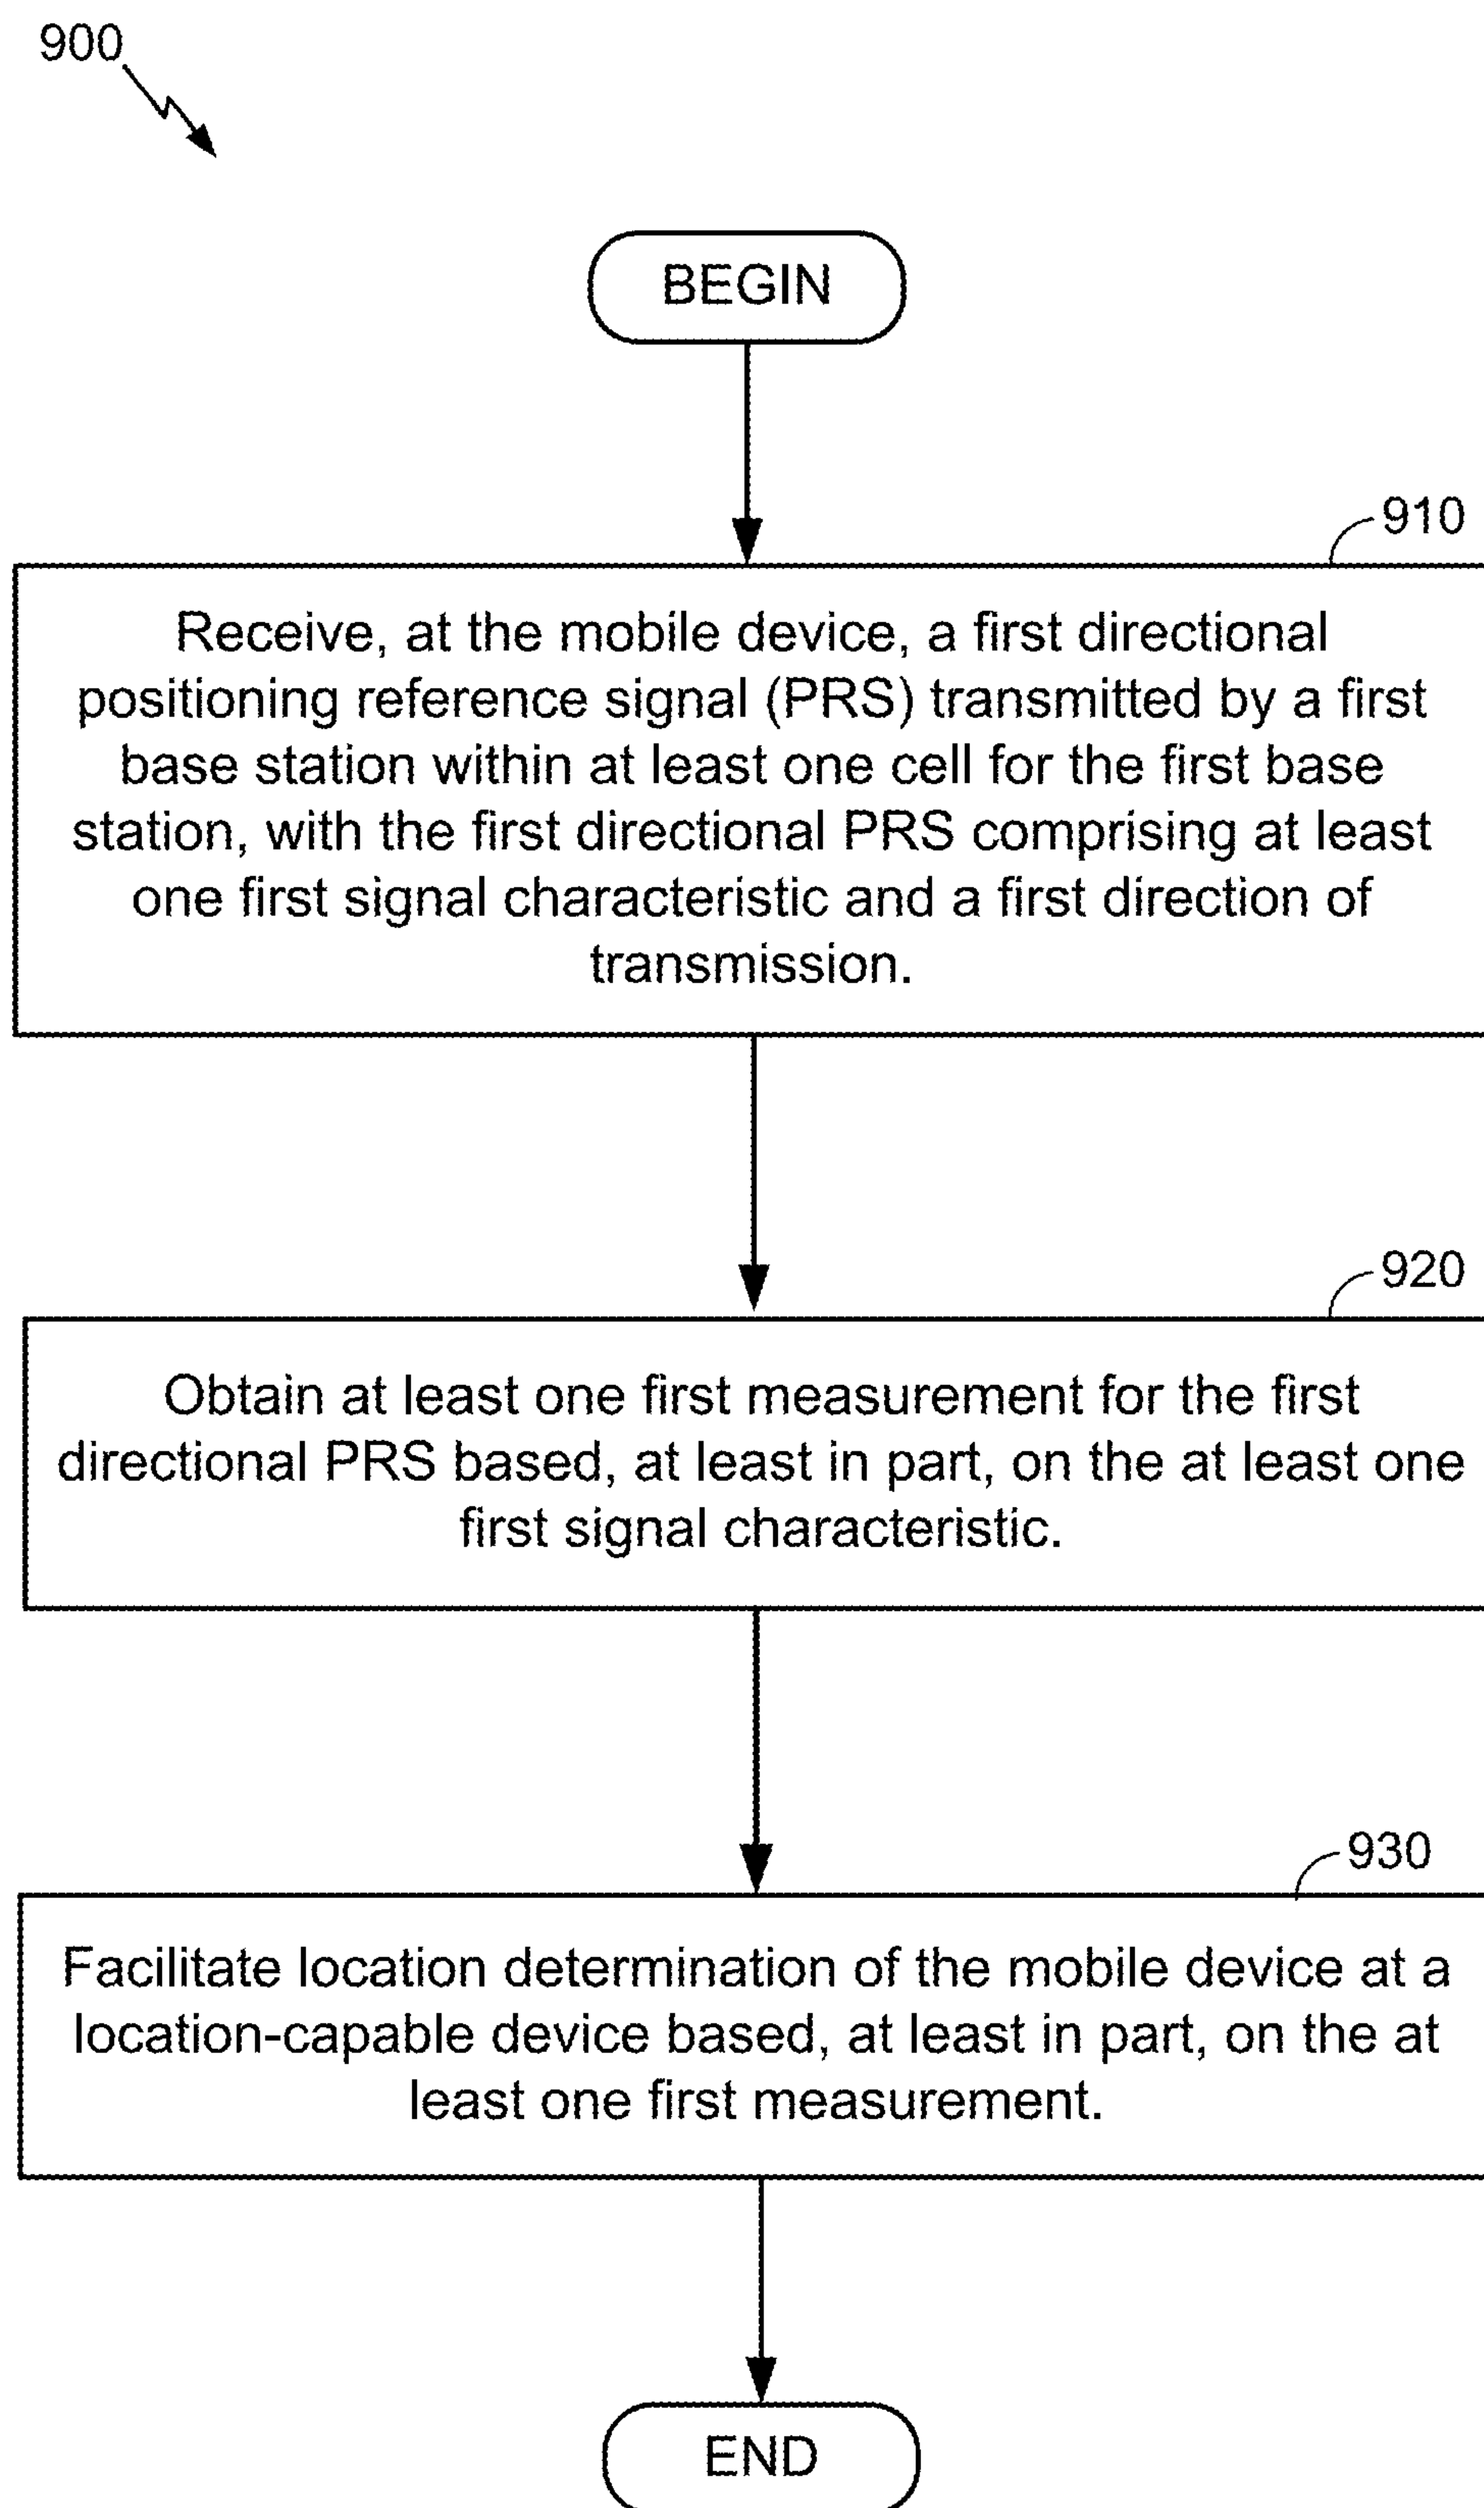 900
BEGIN
910
Receive, at the mobile device, a first directional
positioning reference signal (PRS) transmitted by a first
base station within at least one cell for the first base
station, with the first directional PRS comprising at least
one first signal characteristic and a first direction of
transmission.
920
Obtain at least one first measurement for the first
directional PRS based, at least in part, on the at least one
first signal characteristic.
930
Facilitate location determination of the mobile device at a
location-capable device based, at least in part, on the at
least one first measurement.
END